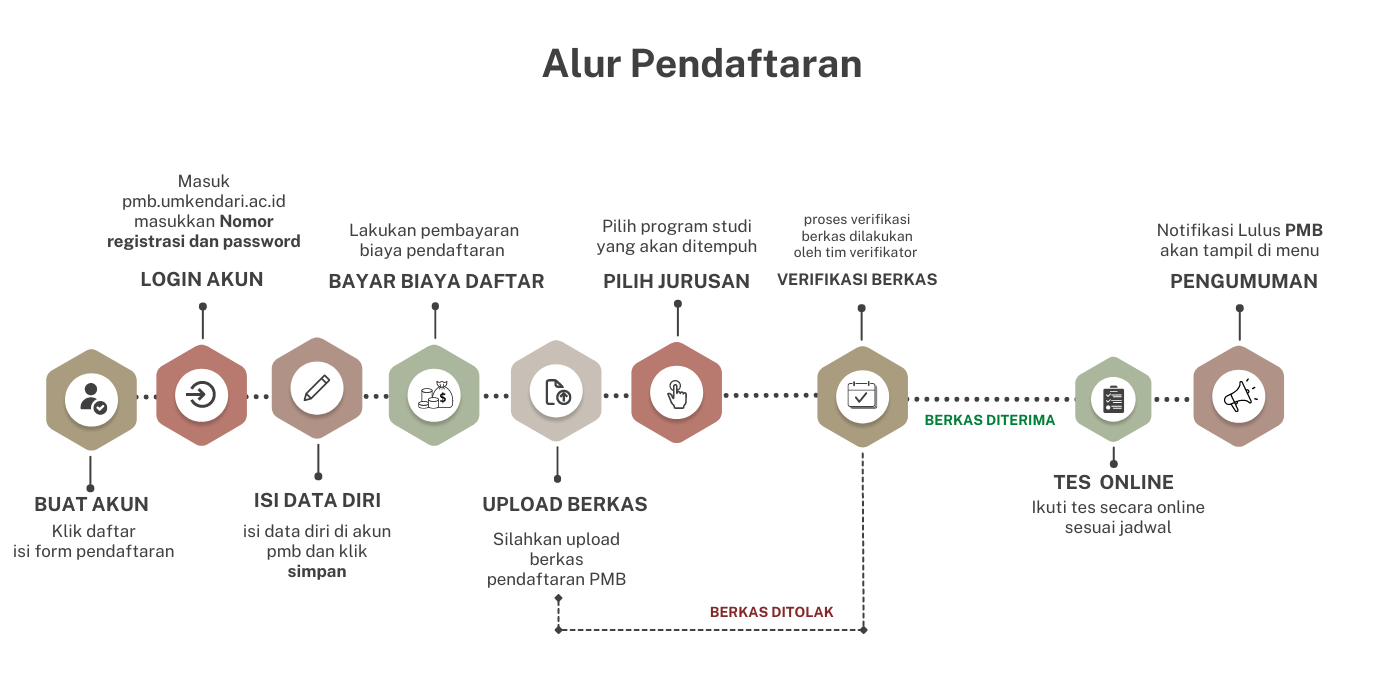 Alur Pendaftaran
BUAT AKUN
Klik daftar
isi form pendaftaran
Masuk
pmb.umkendari.ac.id
masukkan Nomor
registrasi dan password
LOGIN AKUN
ISI DATA DIRI
isi data diri di akun
pmb dan klik
simpan
Lakukan pembayaran
biaya pendaftaran
BAYAR BIAYA DAFTAR
$
UPLOAD BERKAS
Silahkan upload
berkas
pendaftaran PMB
Pilih program studi
yang akan ditempuh
PILIH JURUSAN
proses verifikasi
berkas dilakukan
oleh tim verifikator
VERIFIKASI BERKAS
BERKAS DITOLAK
BERKAS DITERIMA
TES ONLINE
Ikuti tes secara online
sesuai jadwal
Notifikasi Lulus PMB
akan tampil di menu
PENGUMUMAN